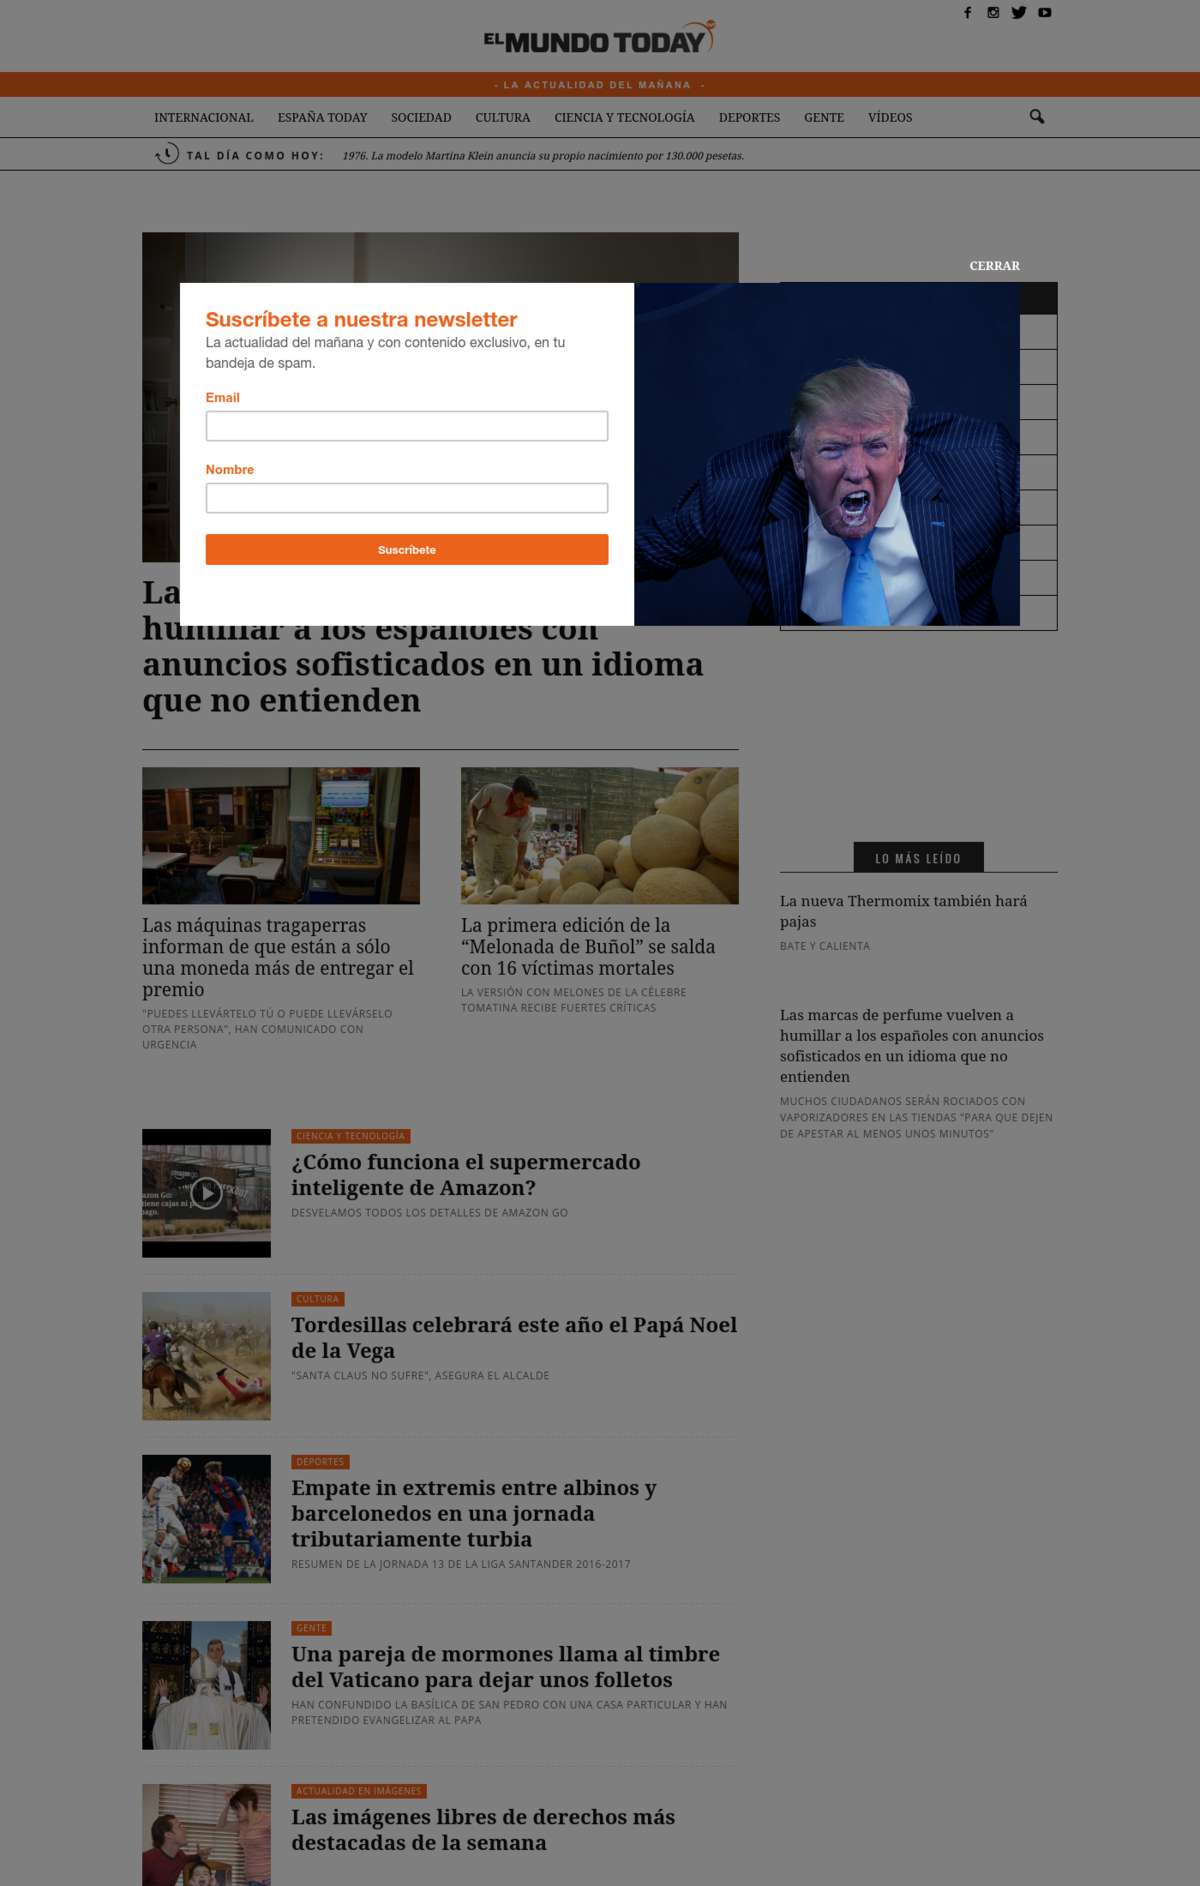 EL MUNDO TODAY
- LA ACTUALIDAD DEL MAÑANA -
INTERNACIONAL ESPAÑA TODAY SOCIEDAD CULTURA CIENCIA Y TECNOLOGÍA DEPORTES GENTE VÍDEOS
TAL DÍA COMO HOY: 1976. La modelo Martina Klein anuncia su propio nacimiento por 130.000 pesetas.
CERRAR
Suscríbete a nuestra newsletter
La actualidad del mañana y con contenido exclusivo, en tu
bandeja de spam.
Email
Nombre
Suscríbete
La
humillar a los españoles con
anuncios sofisticados en un idioma
que no entienden
Las máquinas tragaperras
informan de que están a sólo
una moneda más de entregar el
premio
"PUEDES LLEVÁRTELO TÚ O PUEDE LLEVÁRSELO
OTRA PERSONA", HAN COMUNICADO CON
URGENCIA
La primera edición de la
“Melonada de Buñol” se salda
con 16 víctimas mortales
LA VERSIÓN CON MELONES DE LA CÉLEBRE
TOMATINA RECIBE FUERTES CRÍTICAS
LO MÁS LEÍDO
La nueva Thermomix también hará
pajas
BATE Y CALIENTA
Las marcas de perfume vuelven a
humillar a los españoles con anuncios
sofisticados en un idioma que no
entienden
MUCHOS CIUDADANOS SERÁN ROCIADOS CON
VAPORIZADORES EN LAS TIENDAS "PARA QUE DEJEN
DE APESTAR AL MENOS UNOS MINUTOS"
CIENCIA Y TECNOLOGÍA
¿Cómo funciona el supermercado
inteligente de Amazon?
DESVELAMOS TODOS LOS DETALLES DE AMAZON GO
CULTURA
Tordesillas celebrará este año el Papá Noel
de la Vega
"SANTA CLAUS NO SUFRE", ASEGURA EL ALCALDE
DEPORTES
Empate in extremis entre albinos y
barcelonedos en una jornada
tributariamente turbia
RESUMEN DE LA JORNADA 13 DE LA LIGA SANTANDER 2016-2017
GENTE
Una pareja de mormones llama al timbre
del Vaticano para dejar unos folletos
HAN CONFUNDIDO LA BASÍLICA DE SAN PEDRO CON UNA CASA PARTICULAR Y HAN
PRETENDIDO EVANGELIZAR AL PAPA
ACTUALIDAD EN IMÁGENES
Las imágenes libres de derechos más
destacadas de la semana